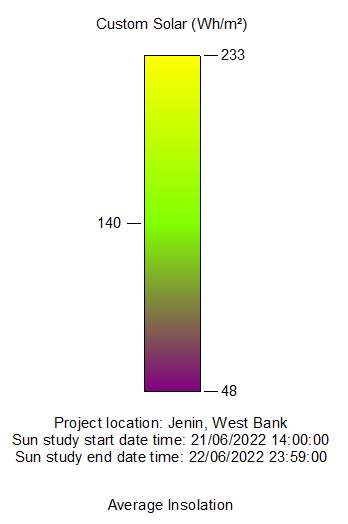 Custom Solar (Wh/m²)
233
140
48
Project location: Jenin, West Bank
Sun study start date time: 21/06/2022 14:00:00
Sun study end date time: 22/06/2022 23:59:00
Average Insolation